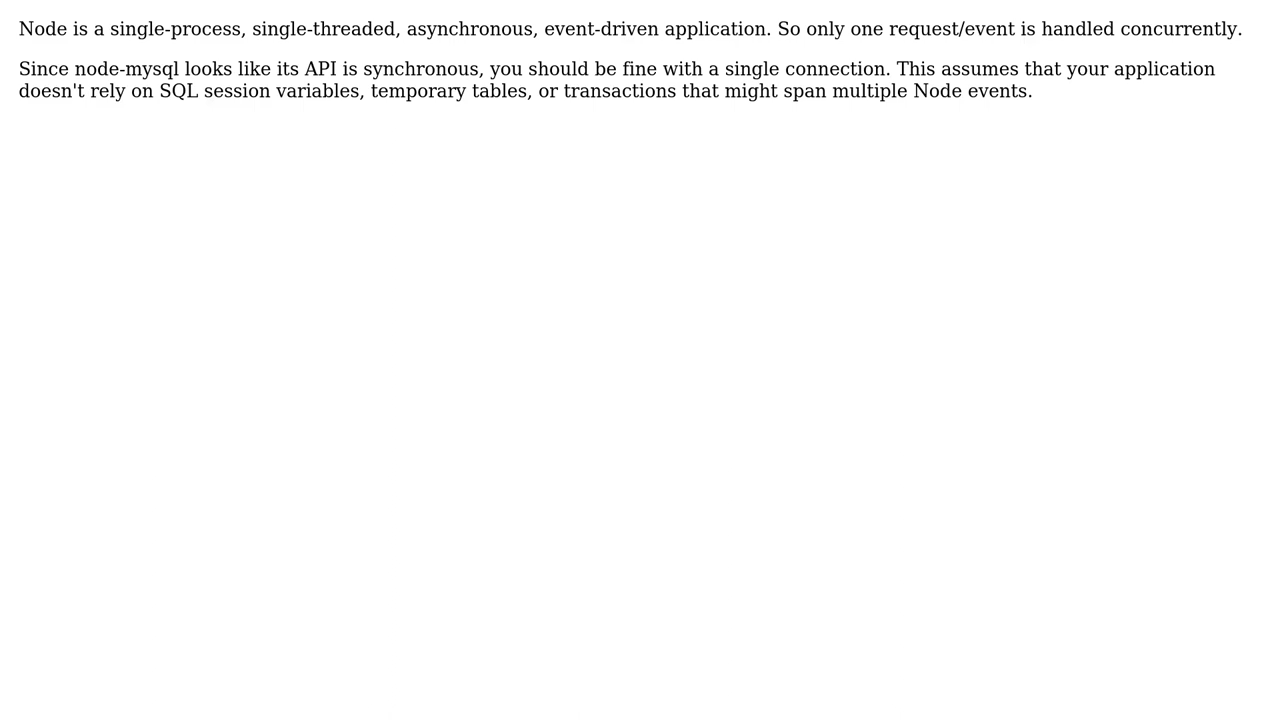 Node is a single-process, single-threaded, asynchronous, event-driven application. So only one request/event is handled concurrently.
Since node-mysql looks like its API is synchronous, you should be fine with a single connection. This assumes that your application
doesn't rely on SQL session variables, temporary tables, or transactions that might span multiple Node events.